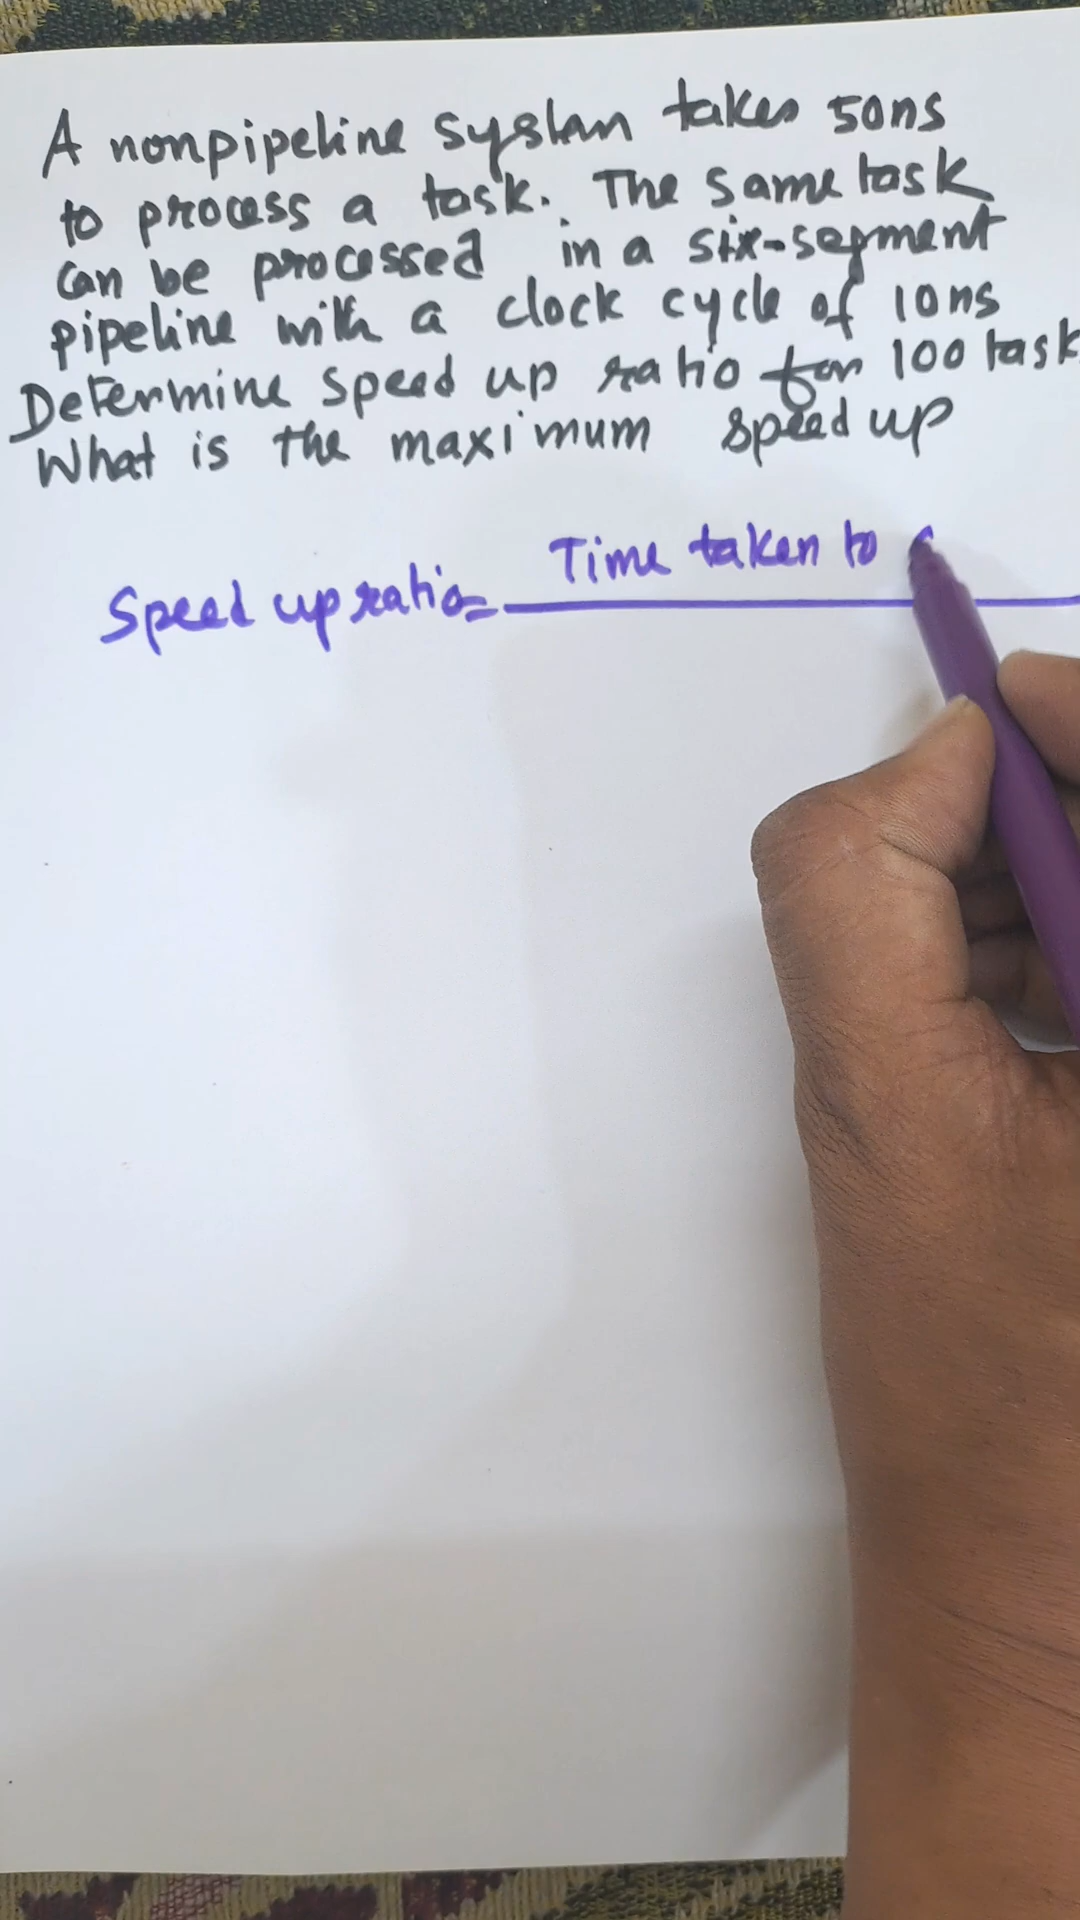 A nonpipeline system takes 50ns
to process a task. The same task
can be processed in a six-segment
pipeline with a clock cycle of 10ns
Determine speed up ratio for 100 task
What is the maximum speed up
Time taken to
Speed up ratio =